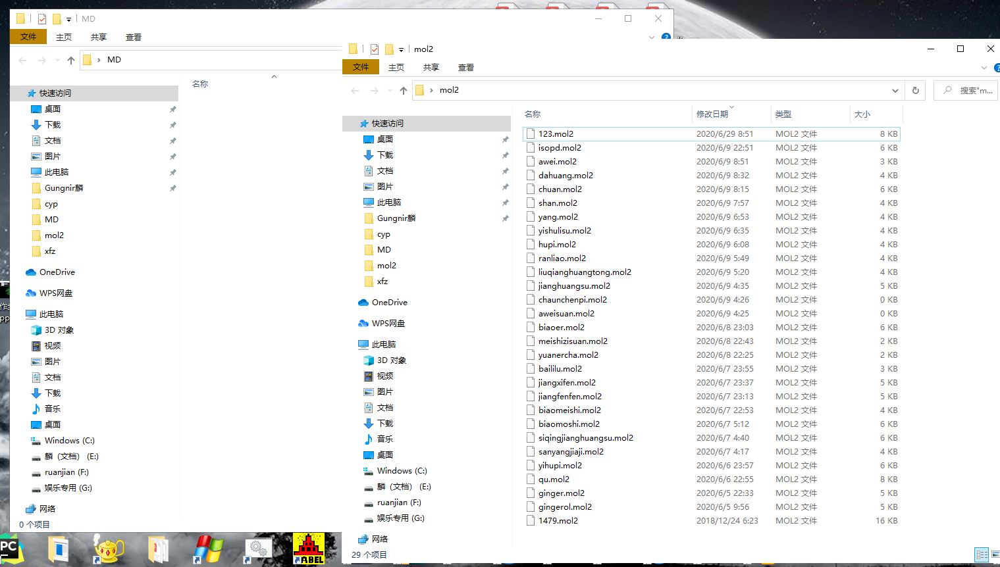 MD
文件 主页 共享 查看
MD
名称
快速访问
桌面
下载
文档
图片
此电脑
Gungnir麟
cyp
MD
mol2
xfz
OneDrive
WPS网盘
此电脑
3D 对象
视频
图片
文档
下载
音乐
桌面
Windows (C:)
麟（文档） (E:)
ruanjian (F:)
娱乐专用 (G:)
网络
0 个项目
mol2
文件 主页 共享 查看
mol2 搜索"m...
快速访问
桌面
下载
文档
图片
此电脑
Gungnir麟
cyp
MD
mol2
xfz
OneDrive
WPS网盘
此电脑
3D 对象
视频
图片
文档
下载
音乐
桌面
Windows (C:)
麟（文档） (E:)
ruanjian (F:)
娱乐专用 (G:)
网络
名称 修改日期 类型 大小
123.mol2 2020/6/29 8:51 MOL2 文件 8 KB
isopd.mol2 2020/6/9 22:51 MOL2 文件 6 KB
awei.mol2 2020/6/9 8:51 MOL2 文件 3 KB
dahuang.mol2 2020/6/9 8:32 MOL2 文件 4 KB
chuan.mol2 2020/6/9 8:15 MOL2 文件 6 KB
shan.mol2 2020/6/9 7:57 MOL2 文件 4 KB
yang.mol2 2020/6/9 6:53 MOL2 文件 4 KB
yishulisu.mol2 2020/6/9 6:35 MOL2 文件 4 KB
hupi.mol2 2020/6/9 6:08 MOL2 文件 4 KB
ranliao.mol2 2020/6/9 5:49 MOL2 文件 4 KB
liuqianghuangtong.mol2 2020/6/9 5:20 MOL2 文件 4 KB
jianghuangsu.mol2 2020/6/9 4:35 MOL2 文件 5 KB
chaunchenpi.mol2 2020/6/9 4:26 MOL2 文件 0 KB
aweisuan.mol2 2020/6/9 4:25 MOL2 文件 0 KB
biaoer.mol2 2020/6/8 23:03 MOL2 文件 6 KB
meishizisuan.mol2 2020/6/8 22:43 MOL2 文件 2 KB
yuanercha.mol2 2020/6/8 22:25 MOL2 文件 2 KB
baililu.mol2 2020/6/7 23:55 MOL2 文件 3 KB
jiangxifen.mol2 2020/6/7 23:37 MOL2 文件 5 KB
jiangfenfen.mol2 2020/6/7 23:13 MOL2 文件 5 KB
biaomeishi.mol2 2020/6/7 22:53 MOL2 文件 4 KB
biaomoshi.mol2 2020/6/7 5:12 MOL2 文件 6 KB
siqingjianghuangsu.mol2 2020/6/7 4:40 MOL2 文件 6 KB
sanyangjiaji.mol2 2020/6/7 4:17 MOL2 文件 4 KB
yihupi.mol2 2020/6/6 23:57 MOL2 文件 6 KB
qu.mol2 2020/6/6 22:55 MOL2 文件 8 KB
ginger.mol2 2020/6/5 22:33 MOL2 文件 5 KB
gingerol.mol2 2020/6/5 9:56 MOL2 文件 5 KB
1479.mol2 2018/12/24 6:23 MOL2 文件 16 KB
29 个项目
PC
ABEL